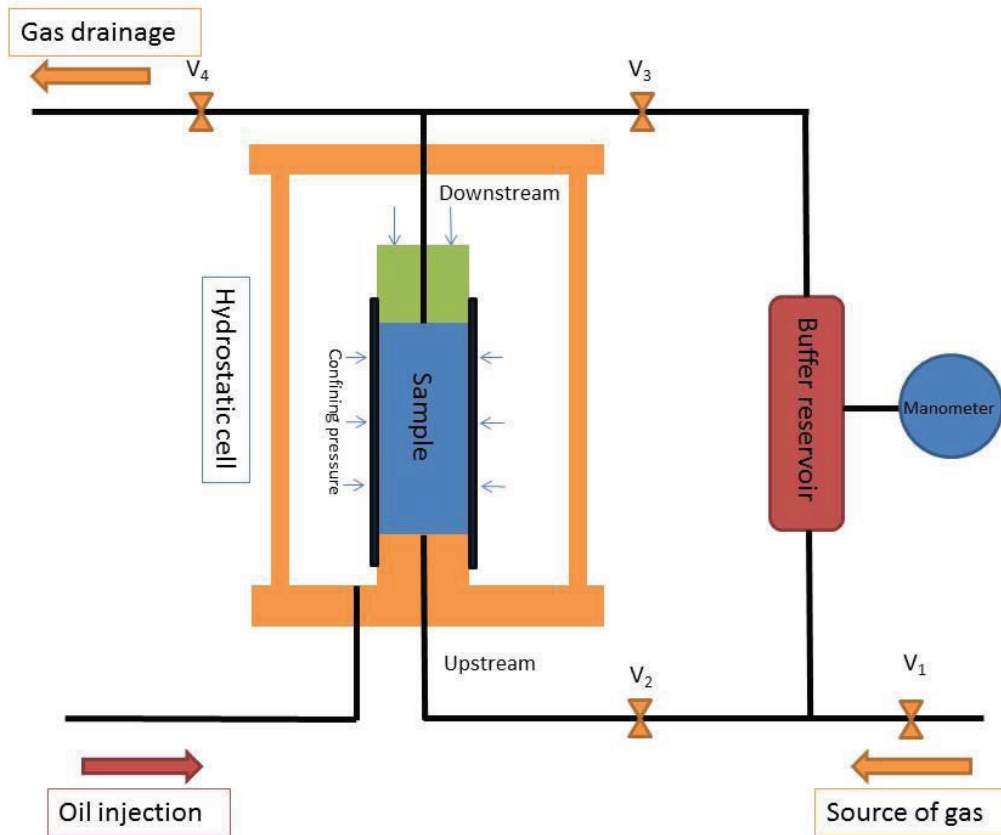 Gas drainage
V4
V3
Downstream
Hydrostatic cell
Confining pressure
Sample
Buffer reservoir
Manometer
Upstream
V2
V1
Oil injection
Source of gas